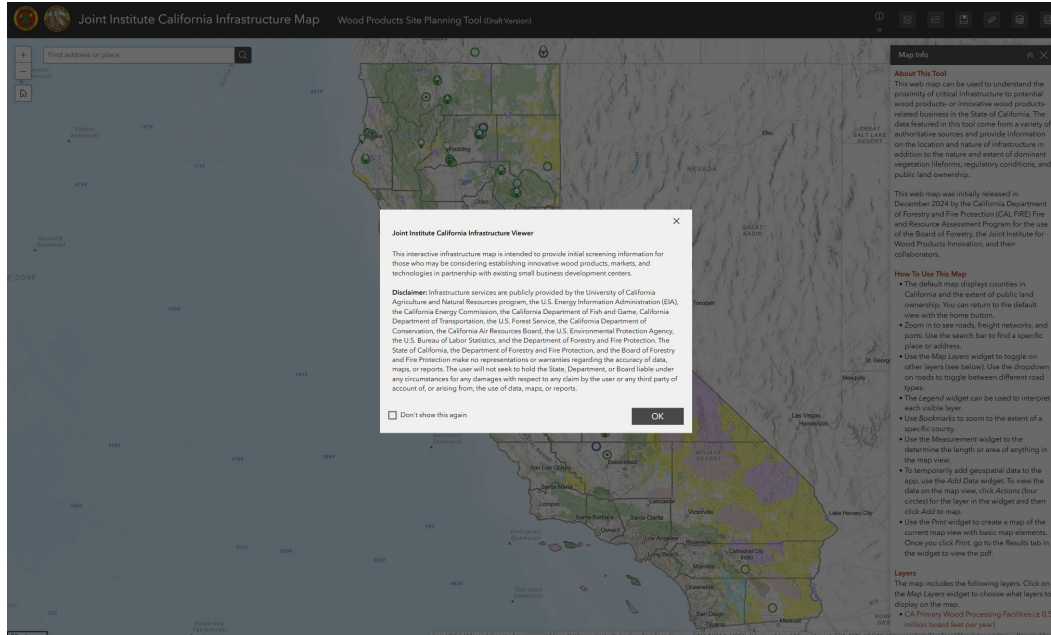 Joint Institute California Infrastructure Map
Wood Products Site Planning Tool (Draft Version)
Find address or place
Map Info
About This Tool
This web map can be used to understand the
proximity of critical infrastructure to potential
wood products- or innovative wood products-
related business in the State of California. The
data featured in this tool come from a variety of
authoritative sources and provide information
on the location and nature of infrastructure in
addition to the nature and extent of dominant
vegetation lifeforms, regulatory conditions, and
public land ownership.
This web map was initially released in
December 2024 by the California Department
of Forestry and Fire Protection (CAL FIRE) Fire
and Resource Assessment Program for the use
of the Board of Forestry, the Joint Institute for
Wood Products Innovation, and their
collaborators.
How To Use This Map
• The default map displays counties in
California and the extent of public land
ownership. You can return to the default
view with the home button.
• Zoom in to see roads, freight networks, and
ports. Use the search bar to find a specific
place or address.
• Use the Map Layers widget to toggle on
other layers (see below). Use the dropdown
on roads to toggle between different road
types.
• The Legend widget can be used to interpret
each visible layer.
• Use Bookmarks to zoom to the extent of a
specific county.
• Use the Measurement widget to the
determine the length or area of anything in
the map view.
• To temporarily add geospatial data to the
app, use the Add Data widget. To view the
data on the map view, click Actions (four
circles) for the layer in the widget and then
click Add to map.
• Use the Print widget to create a map of the
current map view with basic map elements.
Once you click Print, go to the Results tab in
the widget to view the pdf.
Layers
The map includes the following layers. Click on
the Map Layers widget to choose what layers to
display on the map.
• CA Primary Wood Processing Facilities (≥ 0.5
million board feet per year)
Joint Institute California Infrastructure Viewer
This interactive infrastructure map is intended to provide initial screening information for
those who may be considering establishing innovative wood products, markets, and
technologies in partnership with existing small business development centers.
Disclaimer: Infrastructure services are publicly provided by the University of California
Agriculture and Natural Resources program, the U.S. Energy Information Administration (EIA),
the California Energy Commission, the California Department of Fish and Game, California
Department of Transportation, the U.S. Forest Service, the California Department of
Conservation, the California Air Resources Board, the U.S. Environmental Protection Agency,
the U.S. Bureau of Labor Statistics, and the Department of Forestry and Fire Protection. The
State of California, the Department of Forestry and Fire Protection, and the Board of Forestry
and Fire Protection make no representations or warranties regarding the accuracy of data,
maps, or reports. The user will not seek to hold the State, Department, or Board liable under
any circumstances for any damages with respect to any claim by the user or any third party of
account of, or arising from, the use of data, maps, or reports.
Don't show this again
OK
Redding
Chico
Elko
GREAT
SALT LAKE
DESERT
NEVADA
GREAT
BASIN
Tonopah
St. George
Mesquite
Las Vegas
Henderson
MOJAVE
DESERT
Bakersfield
San Luis Obispo
Santa Maria
Lompoc
Santa Barbara
Oxnard
Santa Clarita
Lancaster
Victorville
Lake Havasu City
Los Angeles
Long Beach
Riverside
Cathedral City
Indio
Murrieta
Oceanside
San Diego
Tijuana
Mexicali